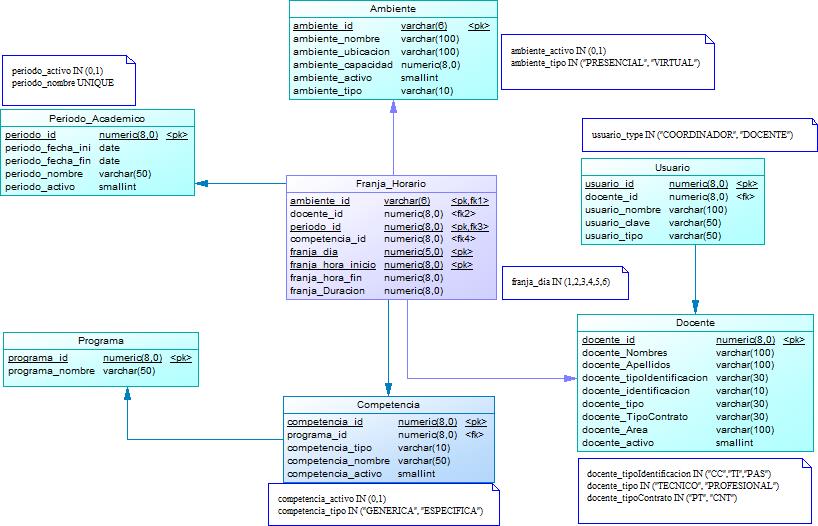 Ambiente
ambiente_id varchar(6) <pk>
ambiente_nombre varchar(100)
ambiente_ubicacion varchar(100)
ambiente_capacidad numeric(8,0)
ambiente_activo smallint
ambiente_tipo varchar(10)
ambiente_activo IN (0,1)
ambiente_tipo IN ("PRESENCIAL", "VIRTUAL")
periodo_activo IN (0,1)
periodo_nombre UNIQUE
Periodo_Academico
periodo_id numeric(8,0) <pk>
periodo_fecha_ini date
periodo_fecha_fin date
periodo_nombre varchar(50)
periodo_activo smallint
usuario_type IN ("COORDINADOR", "DOCENTE")
Usuario
usuario_id numeric(8,0) <pk>
docente_id numeric(8,0) <fk>
usuario_nombre varchar(100)
usuario_clave varchar(50)
usuario_tipo varchar(50)
Franja_Horario
ambiente_id varchar(6) <pk,fk1>
docente_id numeric(8,0) <fk2>
periodo_id numeric(8,0) <pk,fk3>
competencia_id numeric(8,0) <fk4>
franja_dia numeric(5,0) <pk>
franja_hora_inicio numeric(8,0) <pk>
franja_hora_fin numeric(8,0)
franja_Duracion numeric(8,0)
franja_dia IN (1,2,3,4,5,6)
Programa
programa_id numeric(8,0) <pk>
programa_nombre varchar(50)
Docente
docente_id numeric(8,0) <pk>
docente_Nombres varchar(100)
docente_Apellidos varchar(100)
docente_tipoIdentificacion varchar(30)
docente_identificacion varchar(10)
docente_tipo varchar(30)
docente_TipoContrato varchar(30)
docente_Area varchar(100)
docente_activo smallint
Competencia
competencia_id numeric(8,0) <pk>
programa_id numeric(8,0) <fk>
competencia_tipo varchar(10)
competencia_nombre varchar(50)
competencia_activo smallint
docente_tipoIdentificacion IN ("CC","TI","PAS")
docente_tipo IN ("TECNICO", "PROFESIONAL")
docente_tipoContrato IN ("PT", "CNT")
competencia_activo IN (0,1)
competencia_tipo IN ("GENERICA", "ESPECIFICA")